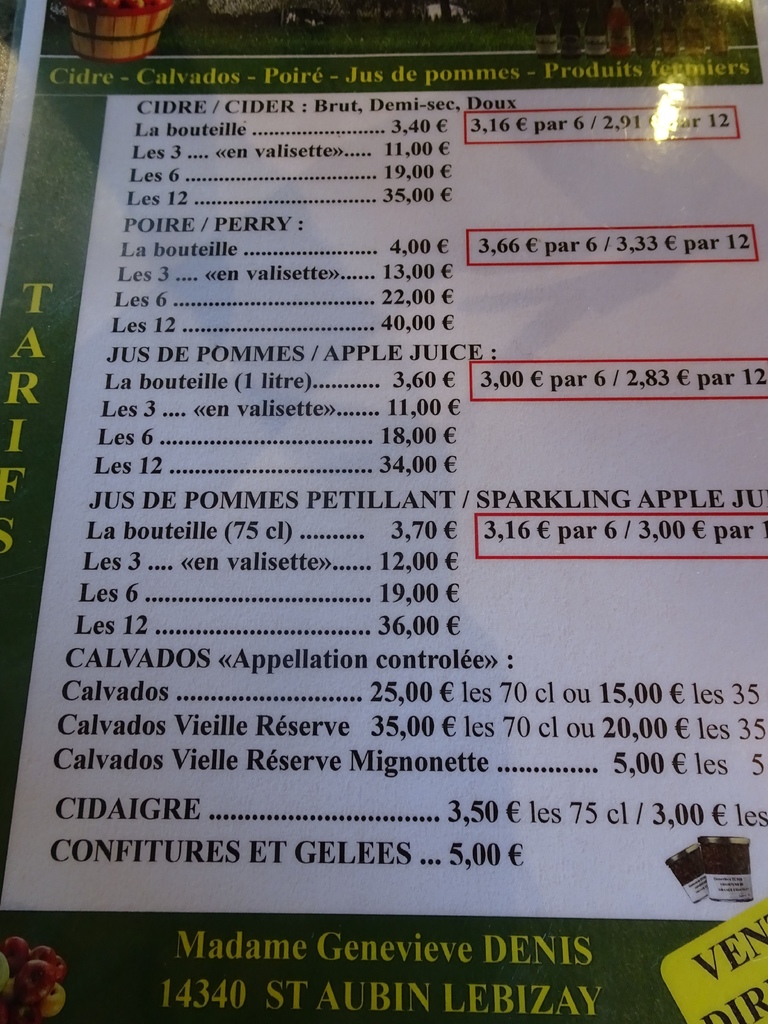 Cidre - Calvados - Poiré - Jus de pommes - Produits fermiers
TARIFS
CIDRE / CIDER : Brut, Demi-sec, Doux
La bouteille ........................ 3,40 € 3,16 € par 6 / 2,91 par 12
Les 3 .... «en valisette»..... 11,00 €
Les 6 ................................... 19,00 €
Les 12 ................................. 35,00 €
POIRE / PERRY :
La bouteille ........................ 4,00 € 3,66 € par 6 / 3,33 € par 12
Les 3 .... «en valisette»...... 13,00 €
Les 6 ................................... 22,00 €
Les 12 ................................. 40,00 €
JUS DE POMMES / APPLE JUICE :
La bouteille (1 litre)........... 3,60 € 3,00 € par 6 / 2,83 € par 12
Les 3 .... «en valisette»....... 11,00 €
Les 6 ................................... 18,00 €
Les 12 ................................. 34,00 €
JUS DE POMMES PETILLANT / SPARKLING APPLE JU
La bouteille (75 cl) .......... 3,70 € 3,16 € par 6 / 3,00 € par 1
Les 3 .... «en valisette»...... 12,00 €
Les 6 ................................... 19,00 €
Les 12 ................................... 36,00 €
CALVADOS «Appellation controlée» :
Calvados ............................ 25,00 € les 70 cl ou 15,00 € les 35
Calvados Vieille Réserve 35,00 € les 70 cl ou 20,00 € les 35
Calvados Vielle Réserve Mignonette .............. 5,00 € les 5
CIDAIGRE .................................. 3,50 € les 75 cl / 3,00 € les
CONFITURES ET GELEES ... 5,00 €
Madame Genevieve DENIS
14340 ST AUBIN LEBIZAY
VEN
DIR